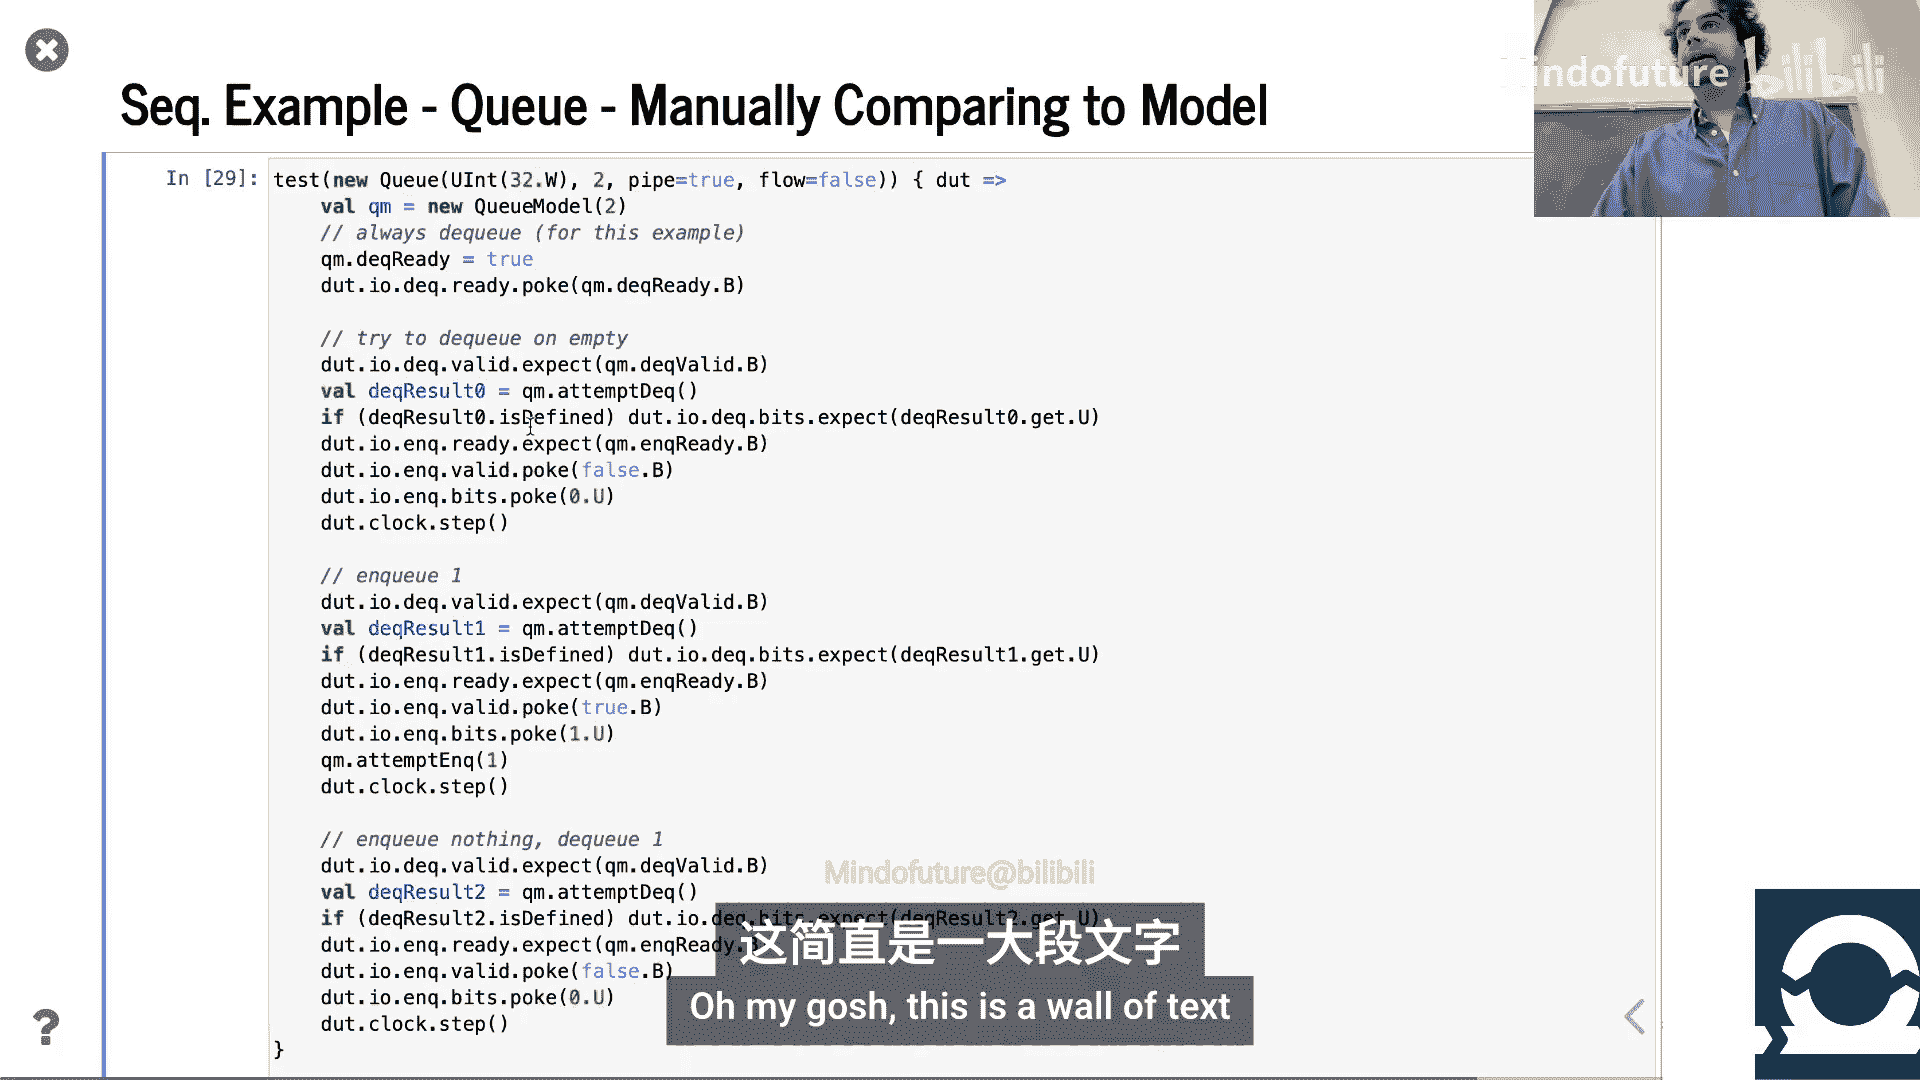 Seq. Example - Queue - Manually Comparing to Model
indofuture bilibili
In [29]: test(new Queue(UInt(32.W), 2, pipe=true, flow=false)) { dut =>
val qm = new QueueModel(2)
// always dequeue (for this example)
qm.deqReady = true
dut.io.deq.ready.poke(qm.deqReady.B)
// try to dequeue on empty
dut.io.deq.valid.expect(qm.deqValid.B)
val deqResult0 = qm.attemptDeq()
if (deqResult0.isDefined) dut.io.deq.bits.expect(deqResult0.get.U)
dut.io.enq.ready.expect(qm.enqReady.B)
dut.io.enq.valid.poke(false.B)
dut.io.enq.bits.poke(0.U)
dut.clock.step()
// enqueue 1
dut.io.deq.valid.expect(qm.deqValid.B)
val deqResult1 = qm.attemptDeq()
if (deqResult1.isDefined) dut.io.deq.bits.expect(deqResult1.get.U)
dut.io.enq.ready.expect(qm.enqReady.B)
dut.io.enq.valid.poke(true.B)
dut.io.enq.bits.poke(1.U)
qm.attemptEnq(1)
dut.clock.step()
// enqueue nothing, dequeue 1
dut.io.deq.valid.expect(qm.deqValid.B)
val deqResult2 = qm.attemptDeq()
if (deqResult2.isDefined) dut.io.deq.bits.expect(deqResult2.get.U)
dut.io.enq.ready.expect(qm.enqReady.B
dut.io.enq.valid.poke(false.B)
dut.io.enq.bits.poke(0.U)
dut.clock.step()
}
Mindofuture@bilibili
这简直是一大段文字
Oh my gosh, this is a wall of text